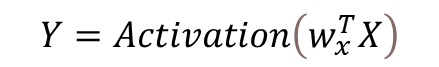 Y = Activation(w_x^T X)